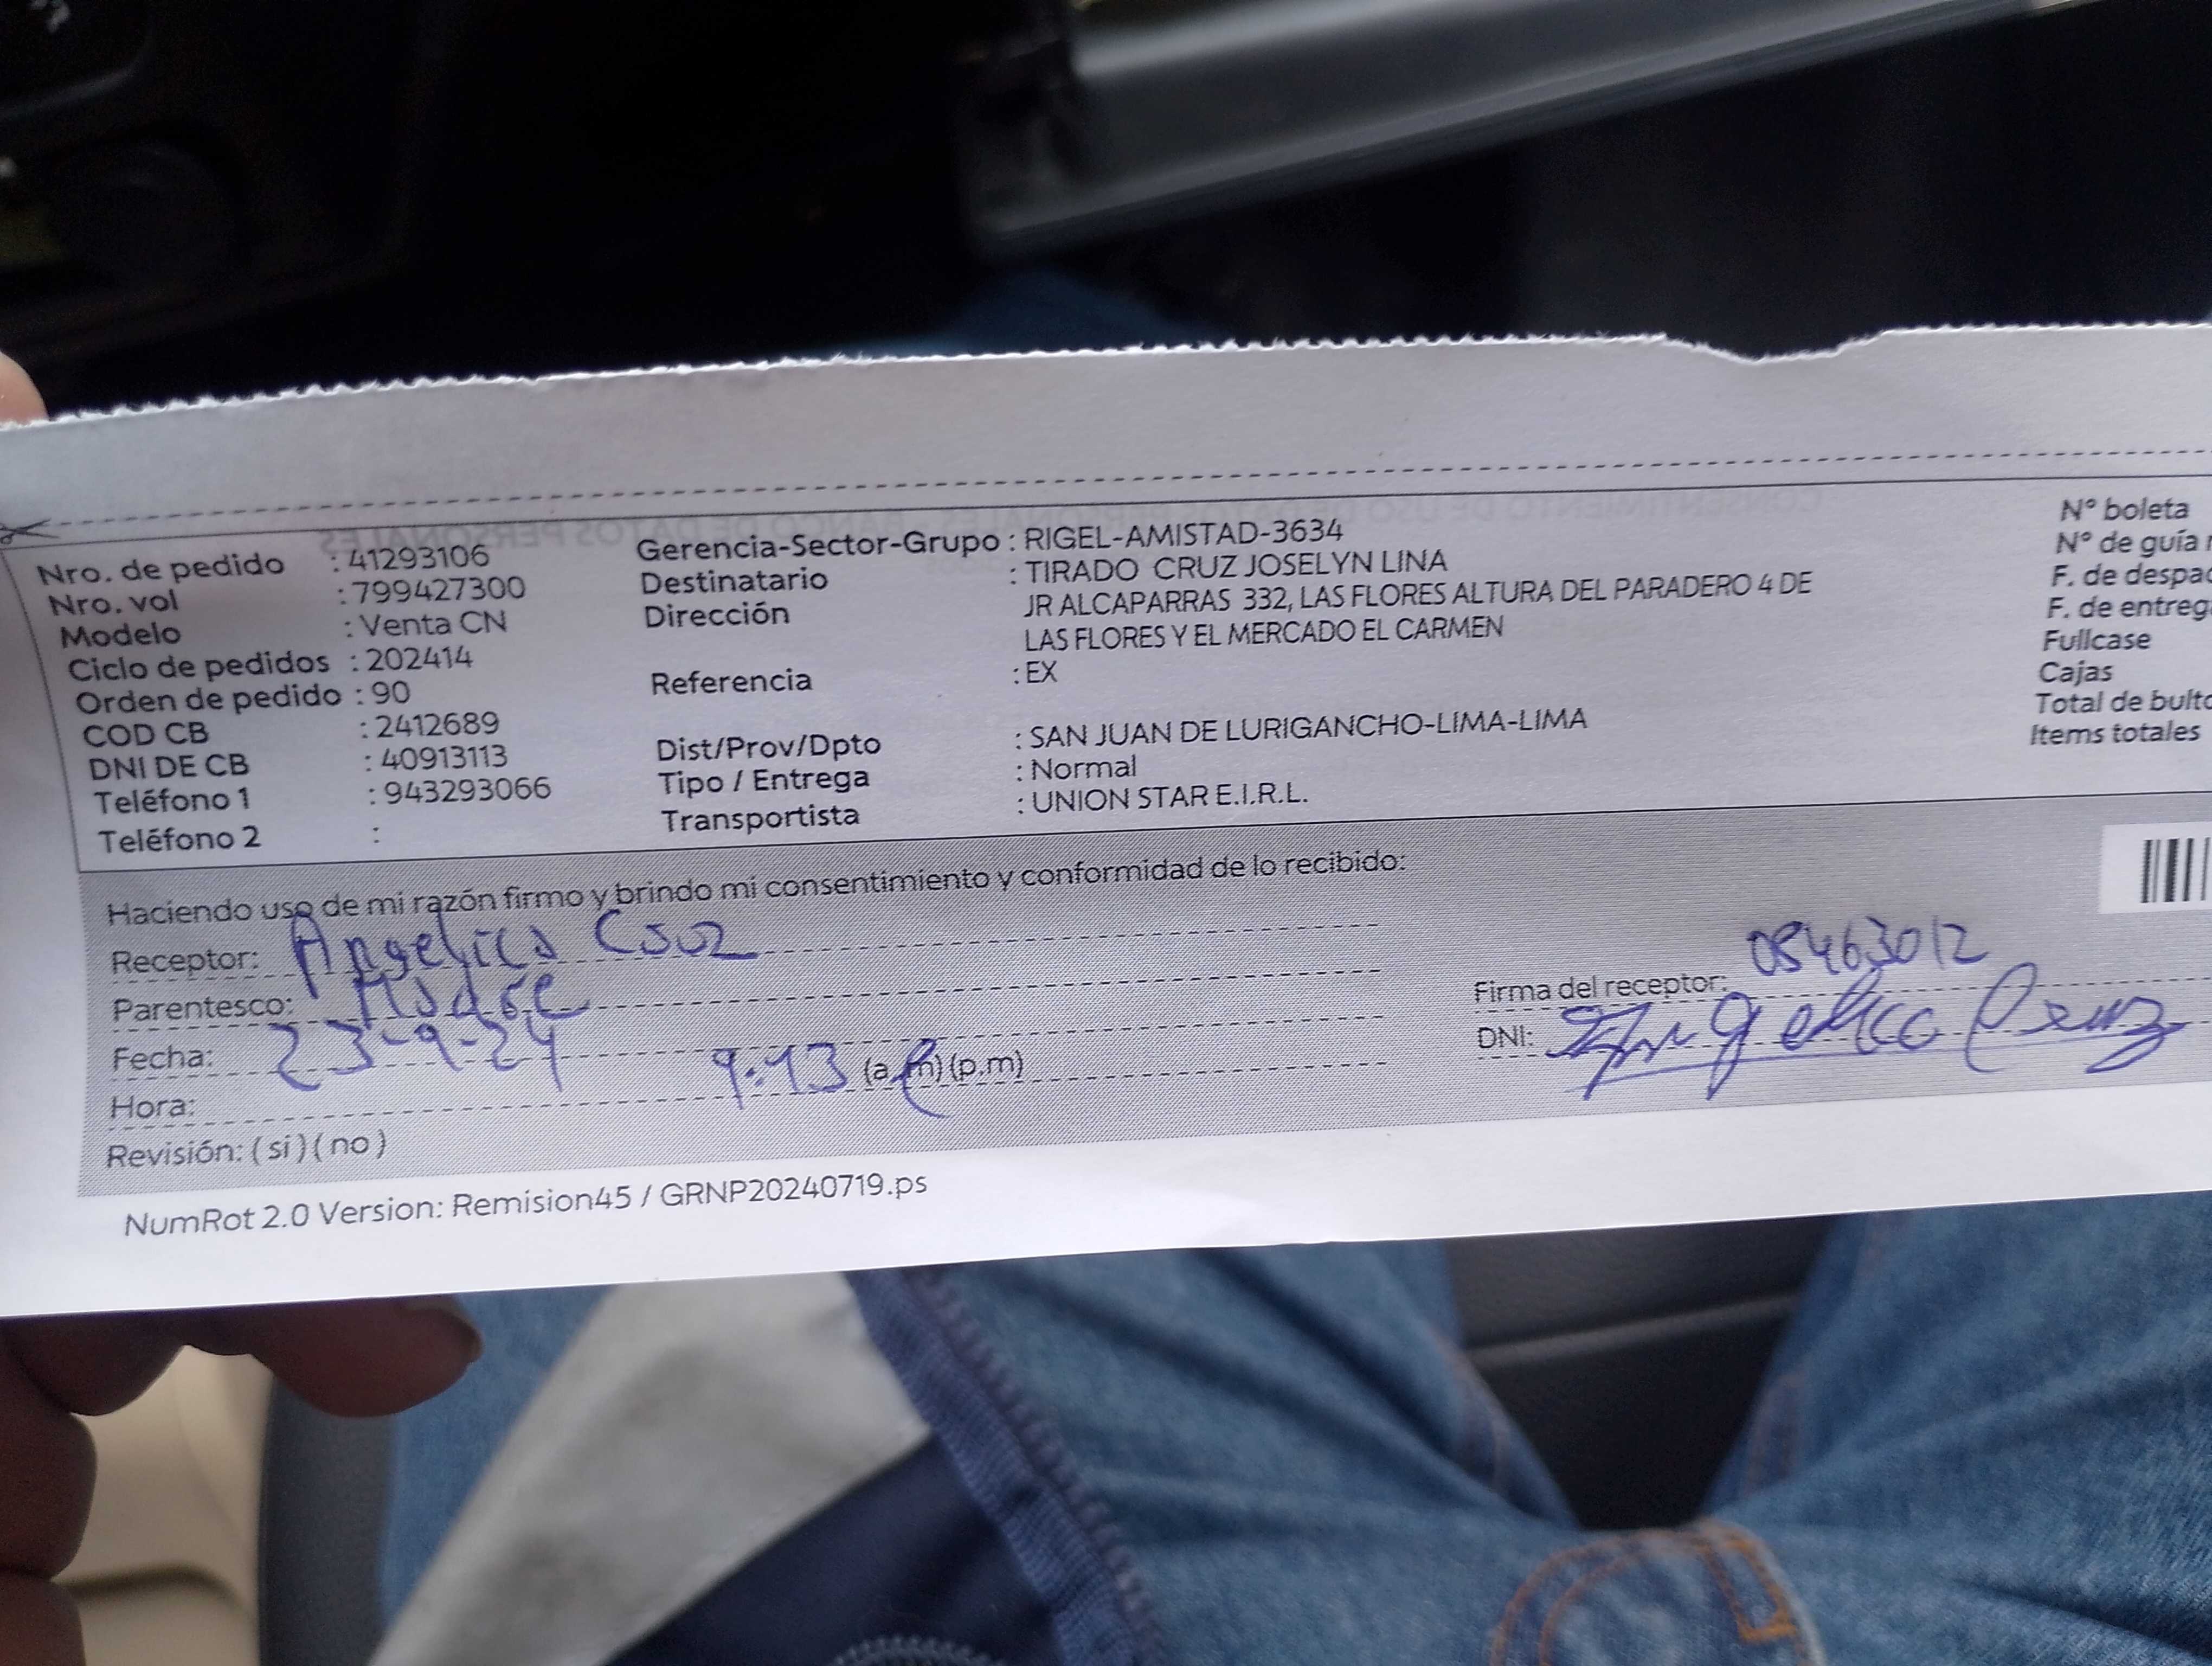 Nro. de pedido : 41293106
Nro. vol : 799427300
Modelo : Venta CN
Ciclo de pedidos : 202414
Orden de pedido : 90
COD CB : 2412689
DNI DE CB : 40913113
Teléfono 1 : 943293066
Teléfono 2 :
Gerencia-Sector-Grupo : RIGEL-AMISTAD-3634
Destinatario : TIRADO CRUZ JOSELYN LINA
Dirección JR ALCAPARRAS 332, LAS FLORES ALTURA DEL PARADERO 4 DE
LAS FLORES Y EL MERCADO EL CARMEN
Referencia : EX
Dist/Prov/Dpto : SAN JUAN DE LURIGANCHO-LIMA-LIMA
Tipo / Entrega : Normal
Transportista : UNION STAR E.I.R.L.
N° boleta
N° de guía
F. de
F. de
Fullcase
Cajas
Total de
Items totales
Haciendo uso de mi razón firmo y brindo mi consentimiento y conformidad de lo recibido:
Receptor: Angelica Cruz
Parentesco: Madre
Fecha: 23-9-24
Hora: 9:13 (a.m)(p.m)
Revisión: ( si ) ( no )
Firma del receptor: 08463012
DNI: Angelica Cruz
NumRot 2.0 Version: Remision45 / GRNP20240719.ps